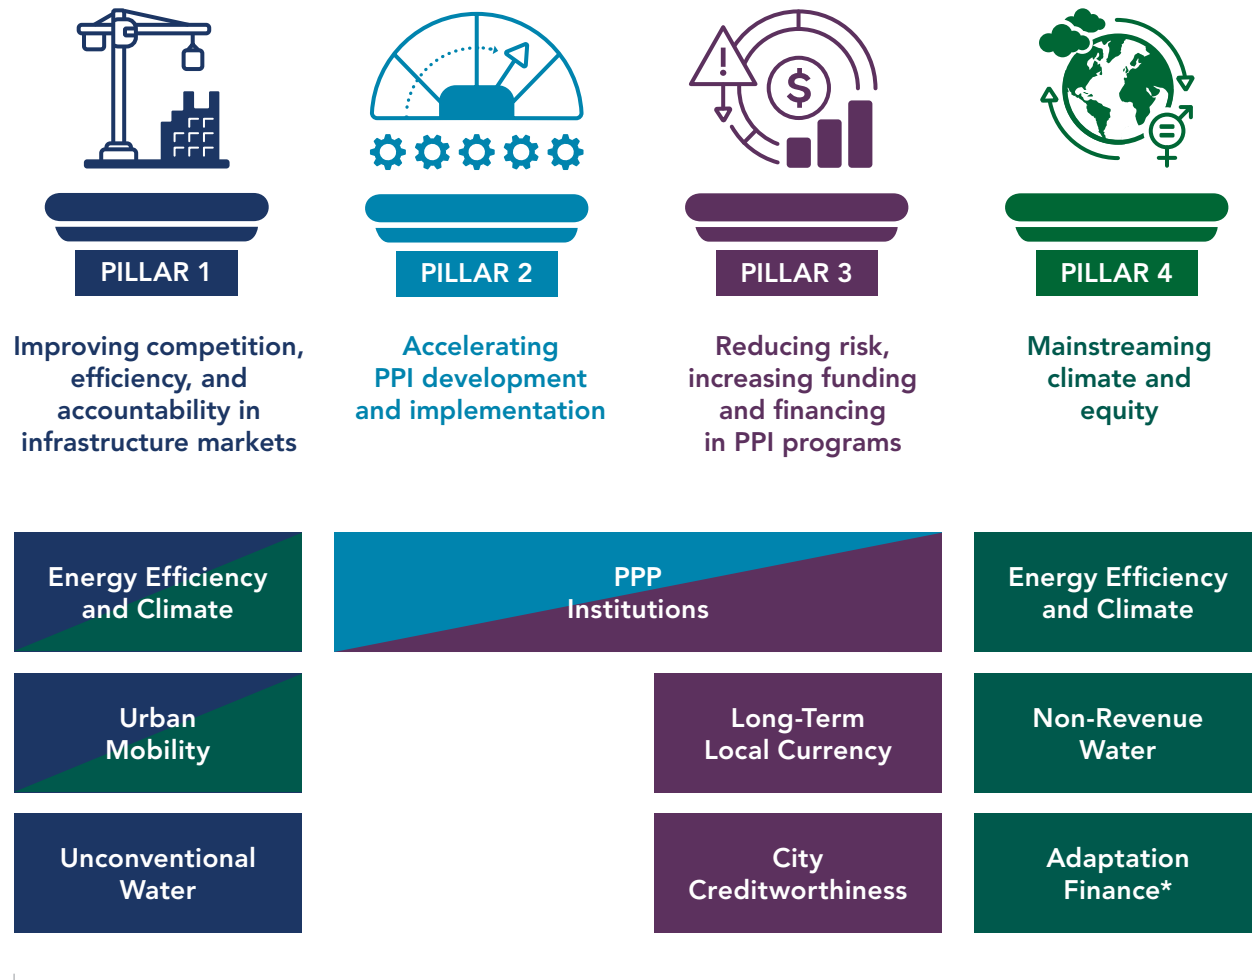 PILLAR 1
PILLAR 2
PILLAR 3
PILLAR 4
Improving competition,
efficiency, and
accountability in
infrastructure markets
Accelerating
PPI development
and implementation
Reducing risk,
increasing funding
and financing
in PPI programs
Mainstreaming
climate and
equity
Energy Efficiency
and Climate
PPP
Institutions
Energy Efficiency
and Climate
Urban
Mobility
Long-Term
Local Currency
Non-Revenue
Water
Unconventional
Water
City
Creditworthiness
Adaptation
Finance*